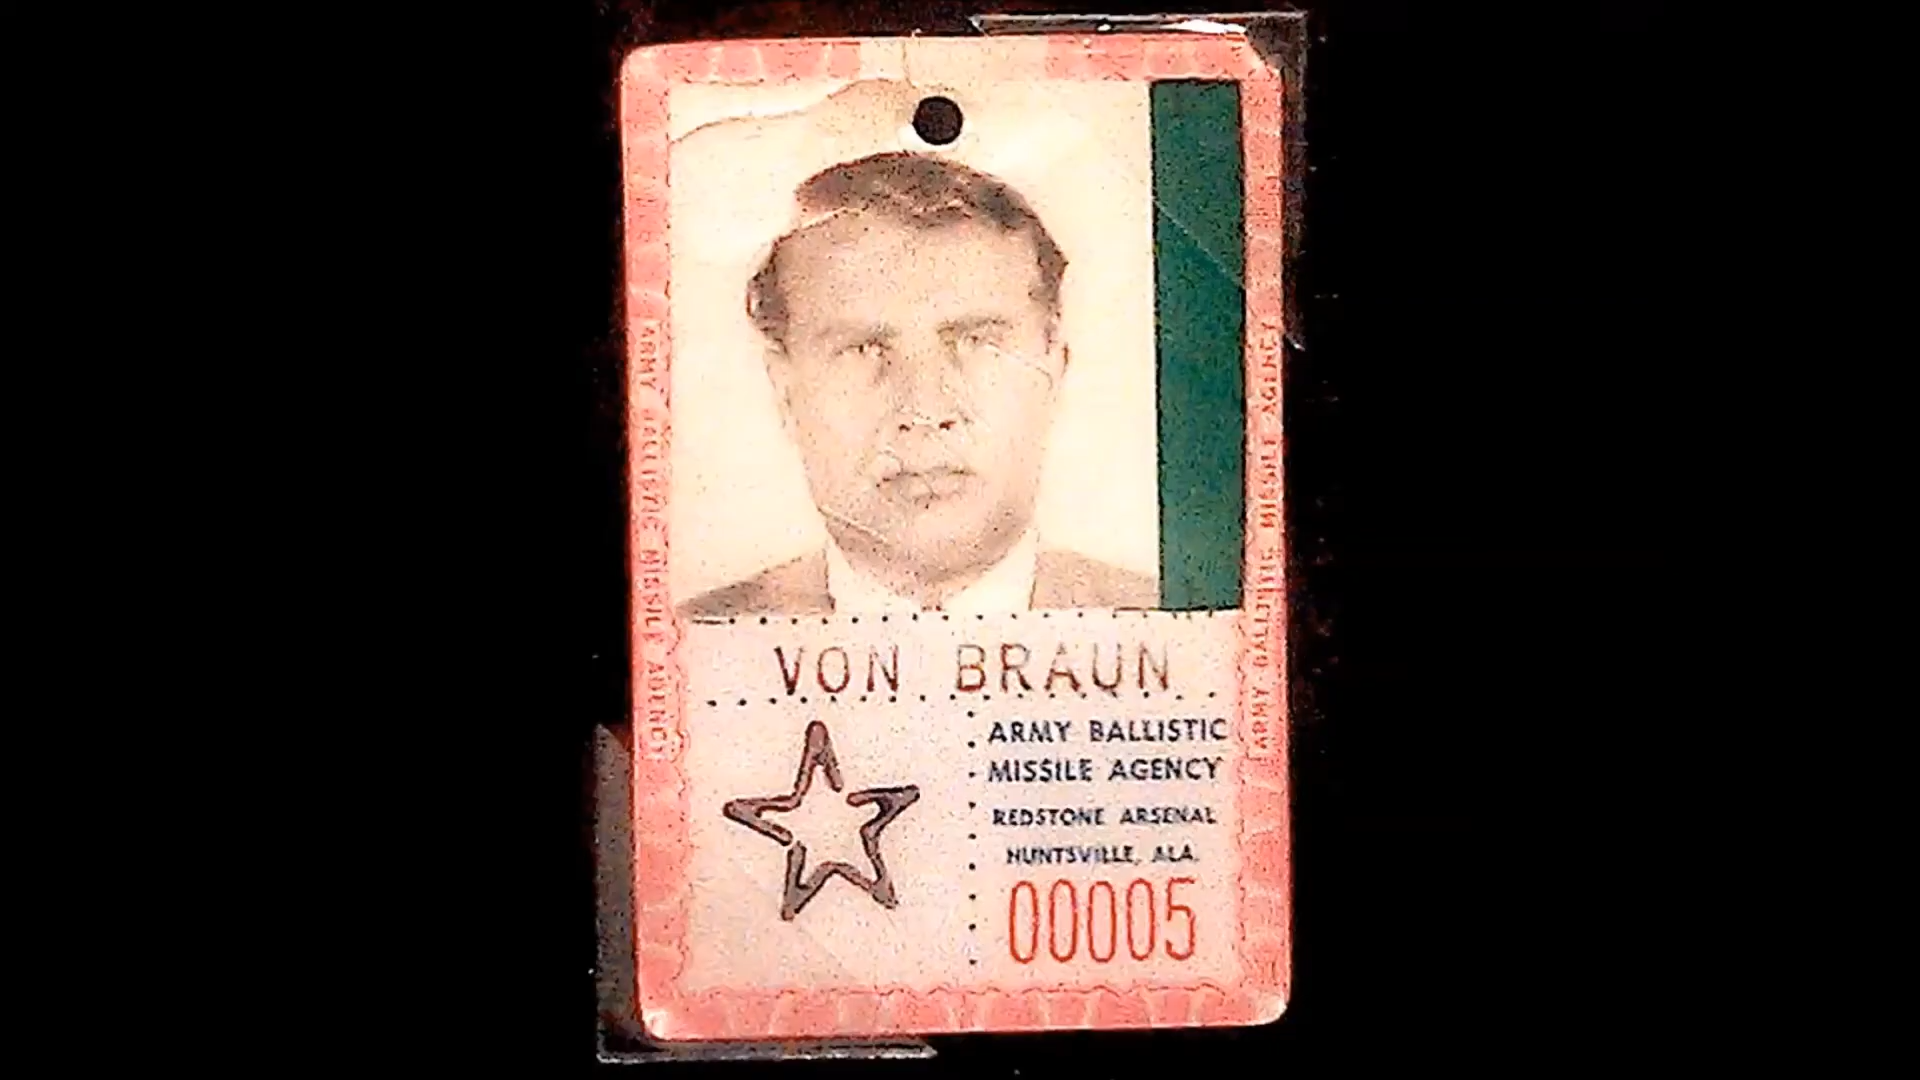 VON BRAUN
ARMY BALLISTIC
MISSILE AGENCY
REDSTONE ARSENAL
HUNTSVILLE, ALA.
00005
ARMY BALLISTIC MISSILE AGENCY
ARMY BALLISTIC MISSILE AGENCY